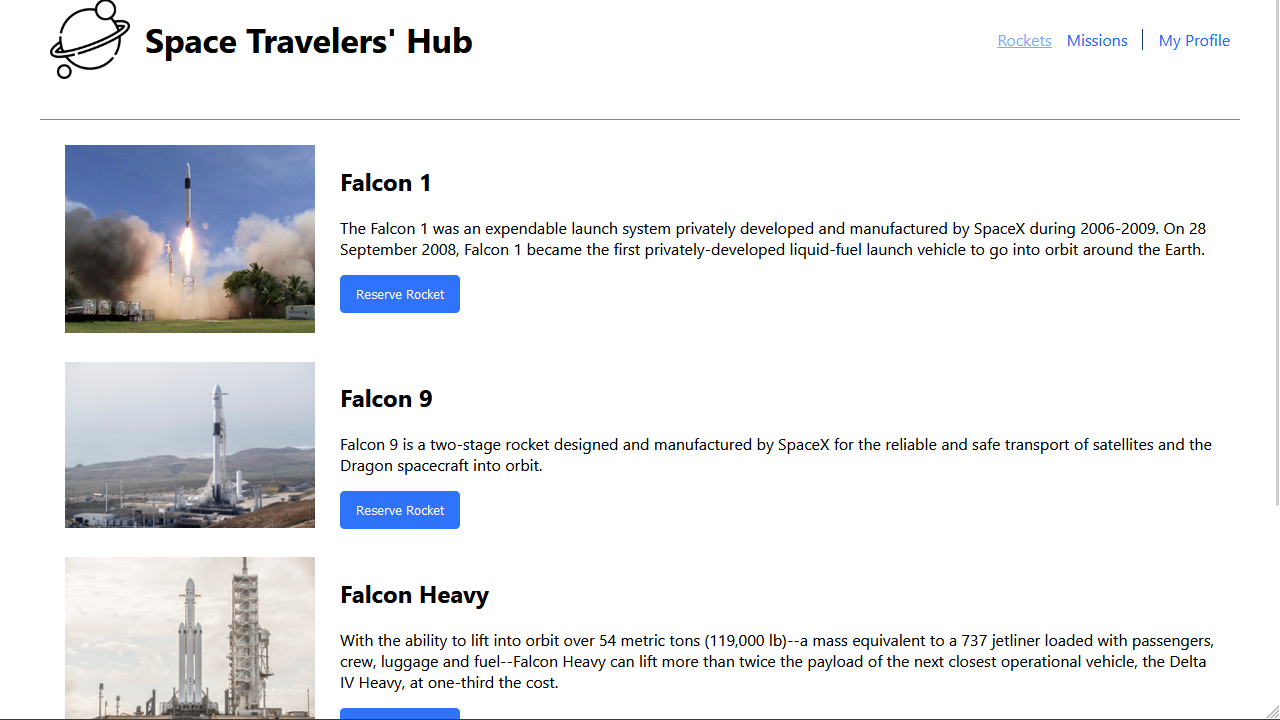 Space Travelers' Hub
Rockets Missions My Profile
Falcon 1
The Falcon 1 was an expendable launch system privately developed and manufactured by SpaceX during 2006-2009. On 28
September 2008, Falcon 1 became the first privately-developed liquid-fuel launch vehicle to go into orbit around the Earth.
Reserve Rocket
Falcon 9
Falcon 9 is a two-stage rocket designed and manufactured by SpaceX for the reliable and safe transport of satellites and the
Dragon spacecraft into orbit.
Reserve Rocket
Falcon Heavy
With the ability to lift into orbit over 54 metric tons (119,000 lb)--a mass equivalent to a 737 jetliner loaded with passengers,
crew, luggage and fuel--Falcon Heavy can lift more than twice the payload of the next closest operational vehicle, the Delta
IV Heavy, at one-third the cost.